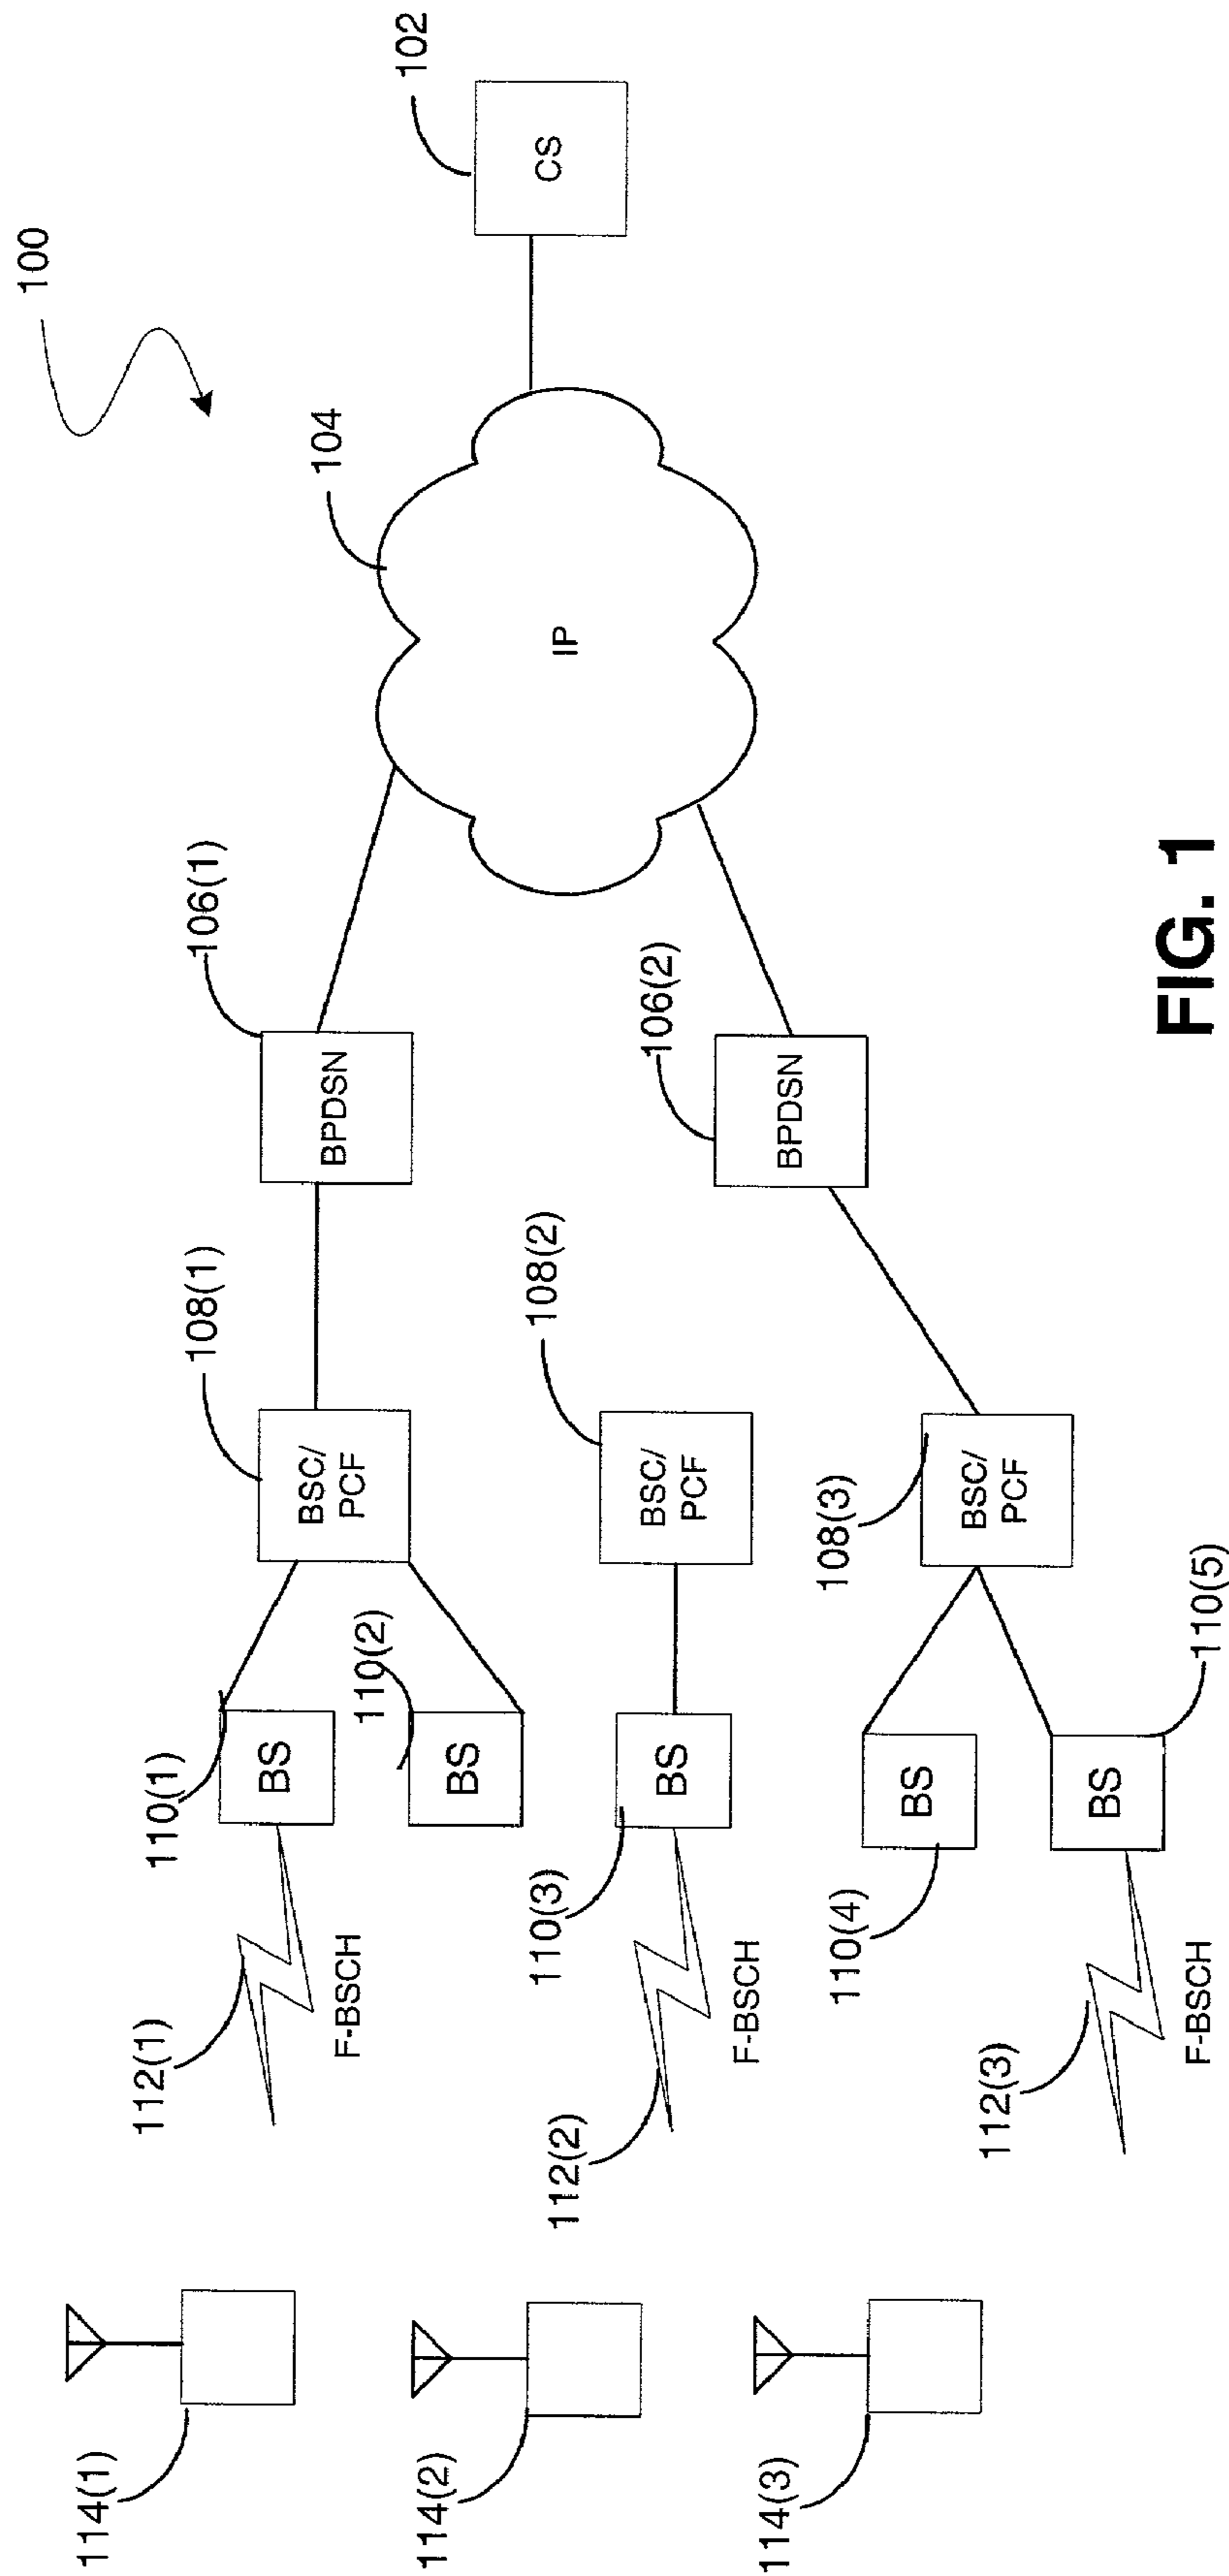 100
102
CS
104
IP
106(1)
BPDSN
106(2)
BPDSN
108(1)
BSC/
PCF
108(2)
BSC/
PCF
108(3)
BSC/
PCF
110(1)
BS
110(2)
BS
110(3)
BS
110(4)
BS
110(5)
BS
112(1)
F-BSCH
112(2)
F-BSCH
112(3)
F-BSCH
114(1)
114(2)
114(3)
FIG. 1